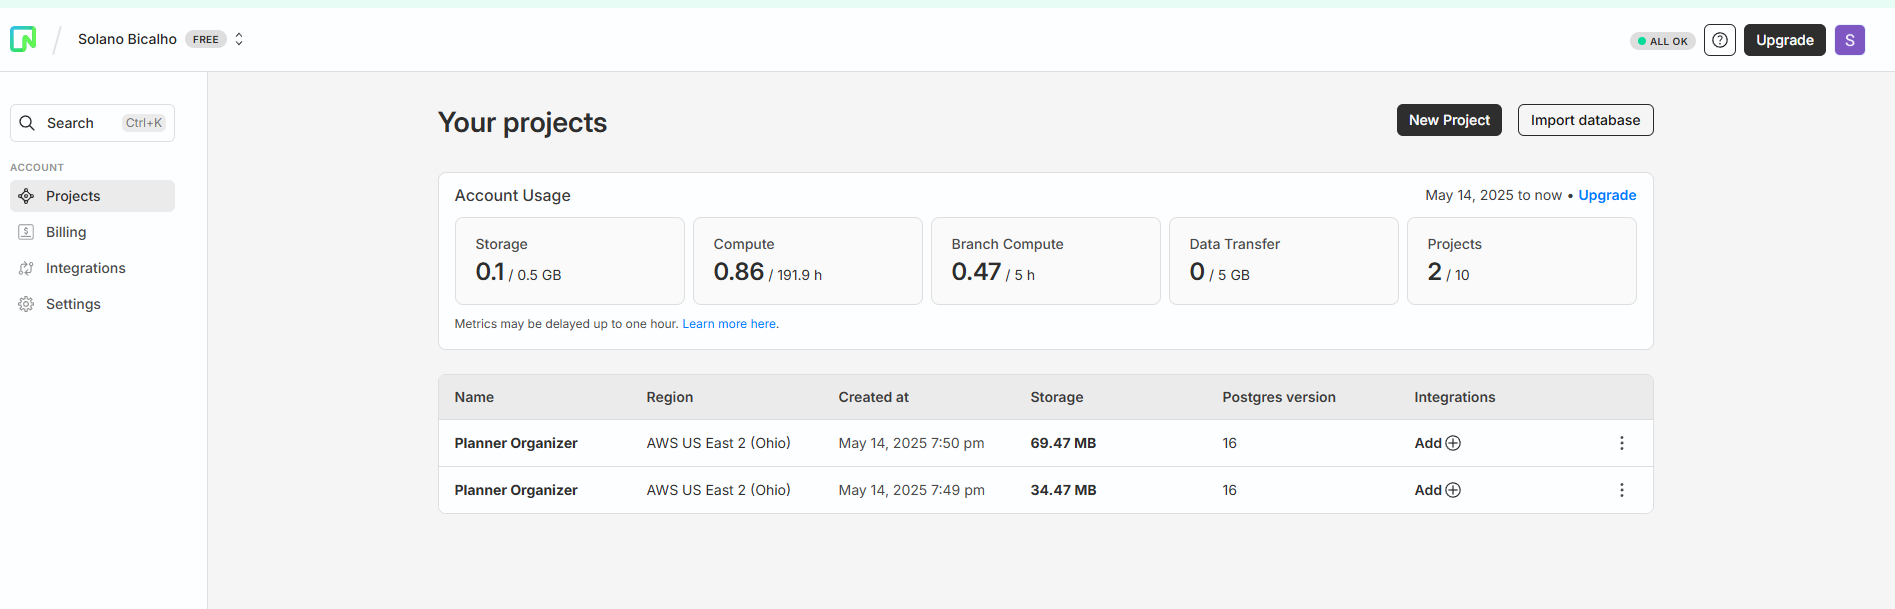 Solano Bicalho FREE
ALL OK
?
Upgrade
S
Search Ctrl+K
ACCOUNT
Projects
Billing
Integrations
Settings
Your projects
New Project
Import database
Account Usage
May 14, 2025 to now • Upgrade
Storage
0.1 / 0.5 GB
Compute
0.86 / 191.9 h
Branch Compute
0.47 / 5 h
Data Transfer
0 / 5 GB
Projects
2 / 10
Metrics may be delayed up to one hour. Learn more here.
Name Region Created at Storage Postgres version Integrations
Planner Organizer AWS US East 2 (Ohio) May 14, 2025 7:50 pm 69.47 MB 16 Add
Planner Organizer AWS US East 2 (Ohio) May 14, 2025 7:49 pm 34.47 MB 16 Add